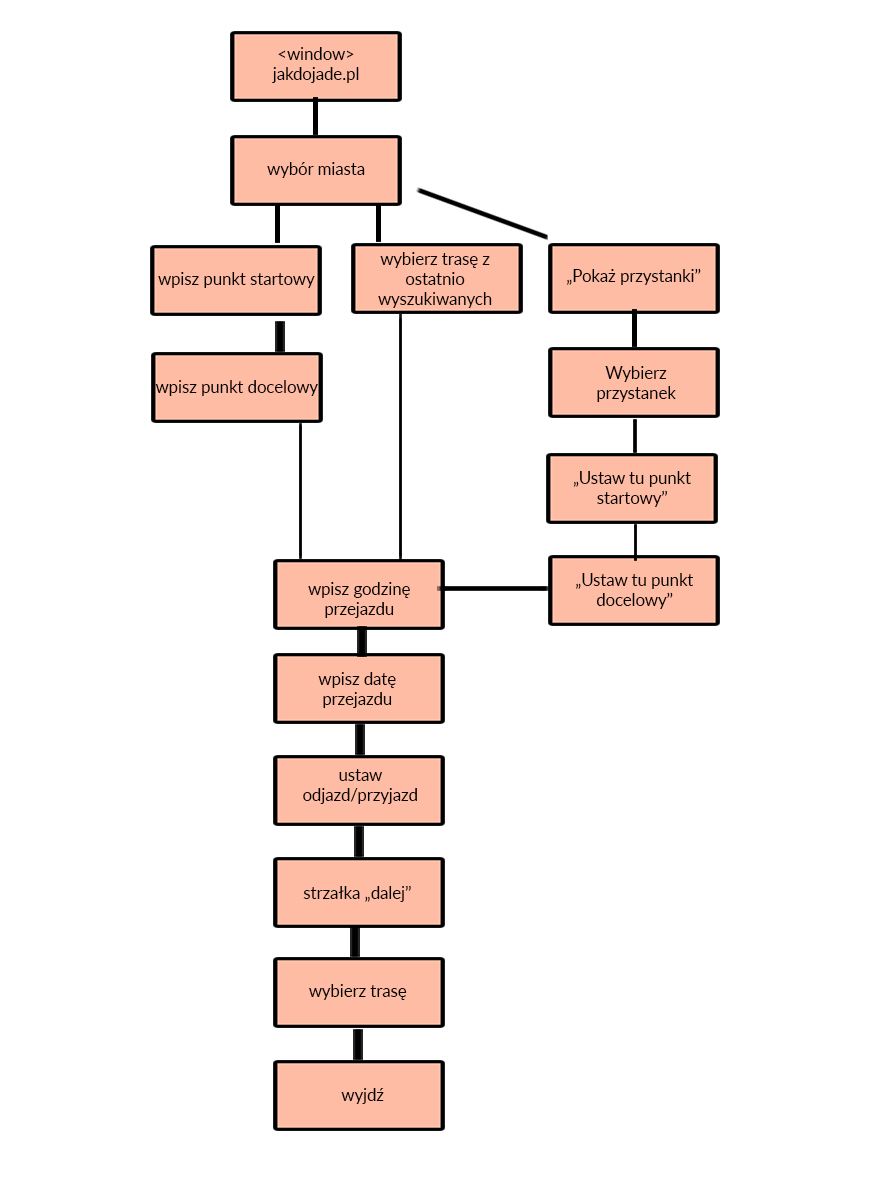 <window>
jakdojade.pl
wybór miasta
wpisz punkt startowy
wybierz trasę z
ostatnio
wyszukiwanych
„Pokaż przystanki”
wpisz punkt docelowy
Wybierz
przystanek
„Ustaw tu punkt
startowy”
„Ustaw tu punkt
docelowy”
wpisz godzinę
przejazdu
wpisz datę
przejazdu
ustaw
odjazd/przyjazd
strzałka „dalej”
wybierz trasę
wyjdź